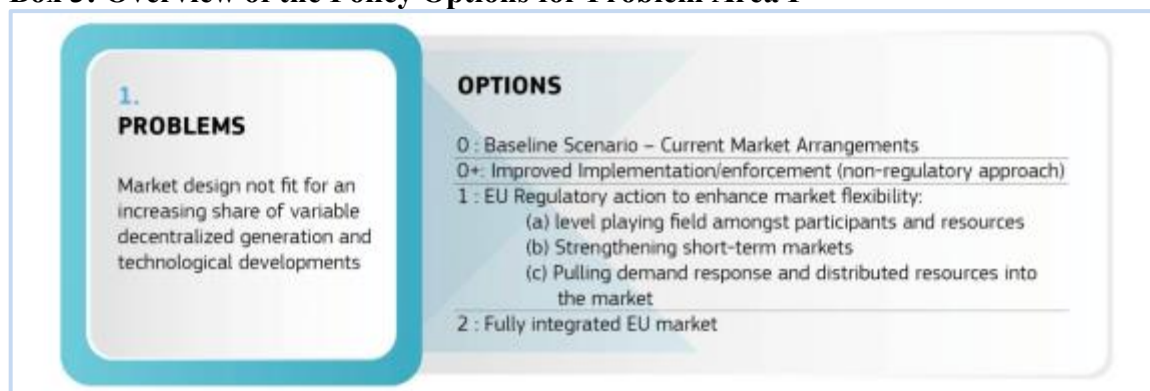 Box 5: Overview of the Policy Options for Problem Area I
1.
PROBLEMS
Market design not fit for an
increasing share of variable
decentralized generation and
technological developments
OPTIONS
0 : Baseline Scenario – Current Market Arrangements
0+: Improved Implementation/enforcement (non-regulatory approach)
1 : EU Regulatory action to enhance market flexibility:
(a) level playing field amongst participants and resources
(b) Strengthening short-term markets
(c) Pulling demand response and distributed resources into
the market
2 : Fully integrated EU market